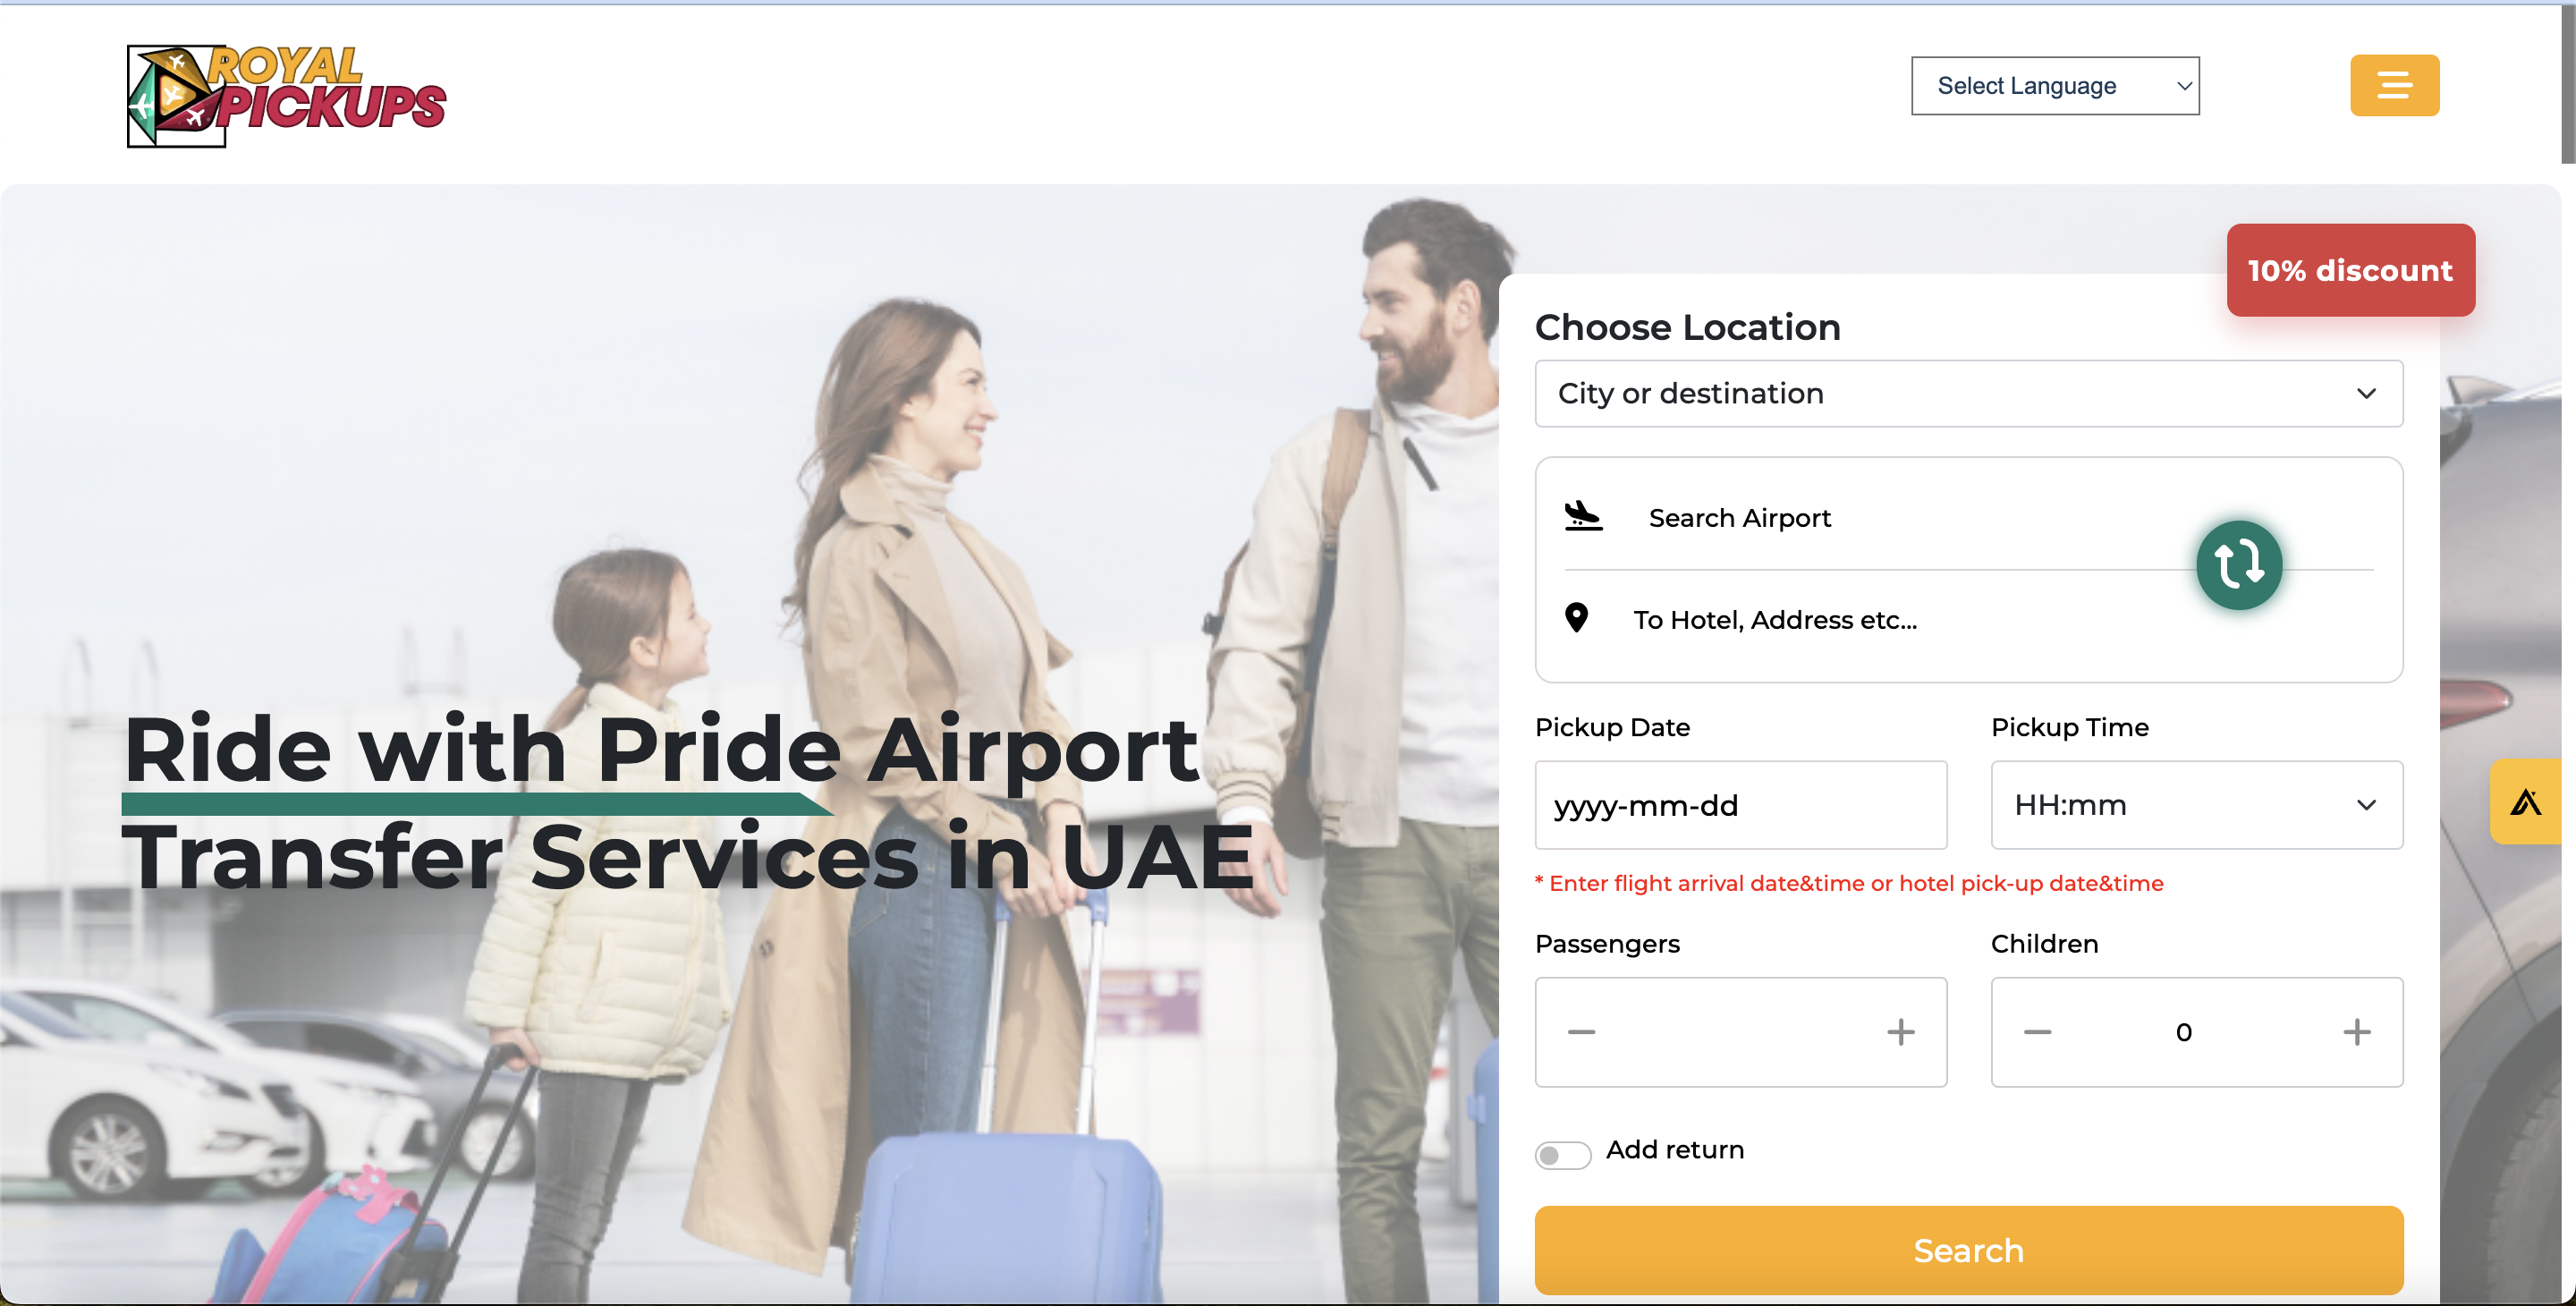 ROYAL
PICKUPS
Select Language
10% discount
Choose Location
City or destination
Search Airport
To Hotel, Address etc...
Ride with Pride Airport
Transfer Services in UAE
Pickup Date
Pickup Time
yyyy-mm-dd
HH:mm
* Enter flight arrival date&time or hotel pick-up date&time
Passengers
Children
0
Add return
Search